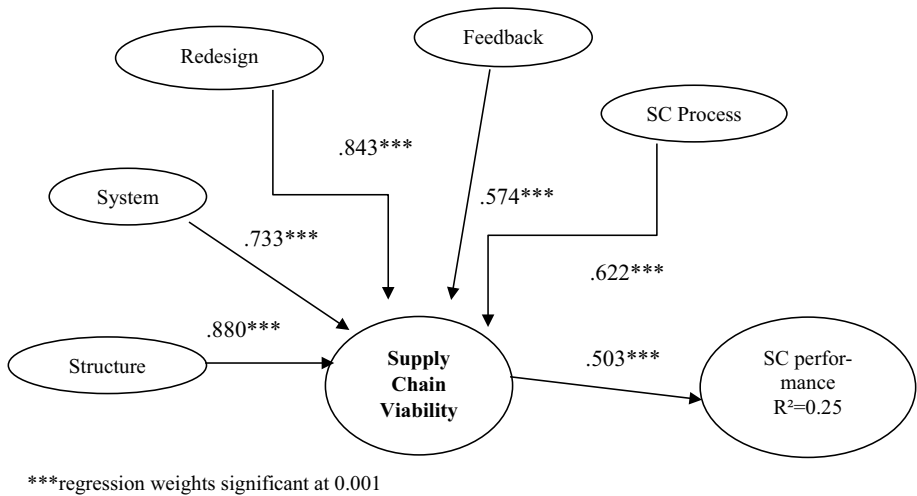 Feedback
Redesign
SC Process
.843***
System
.574***
.733***
.622***
.880***
Structure
Supply
Chain
Viability
.503***
SC perfor-
mance
R²=0.25
***regression weights significant at 0.001